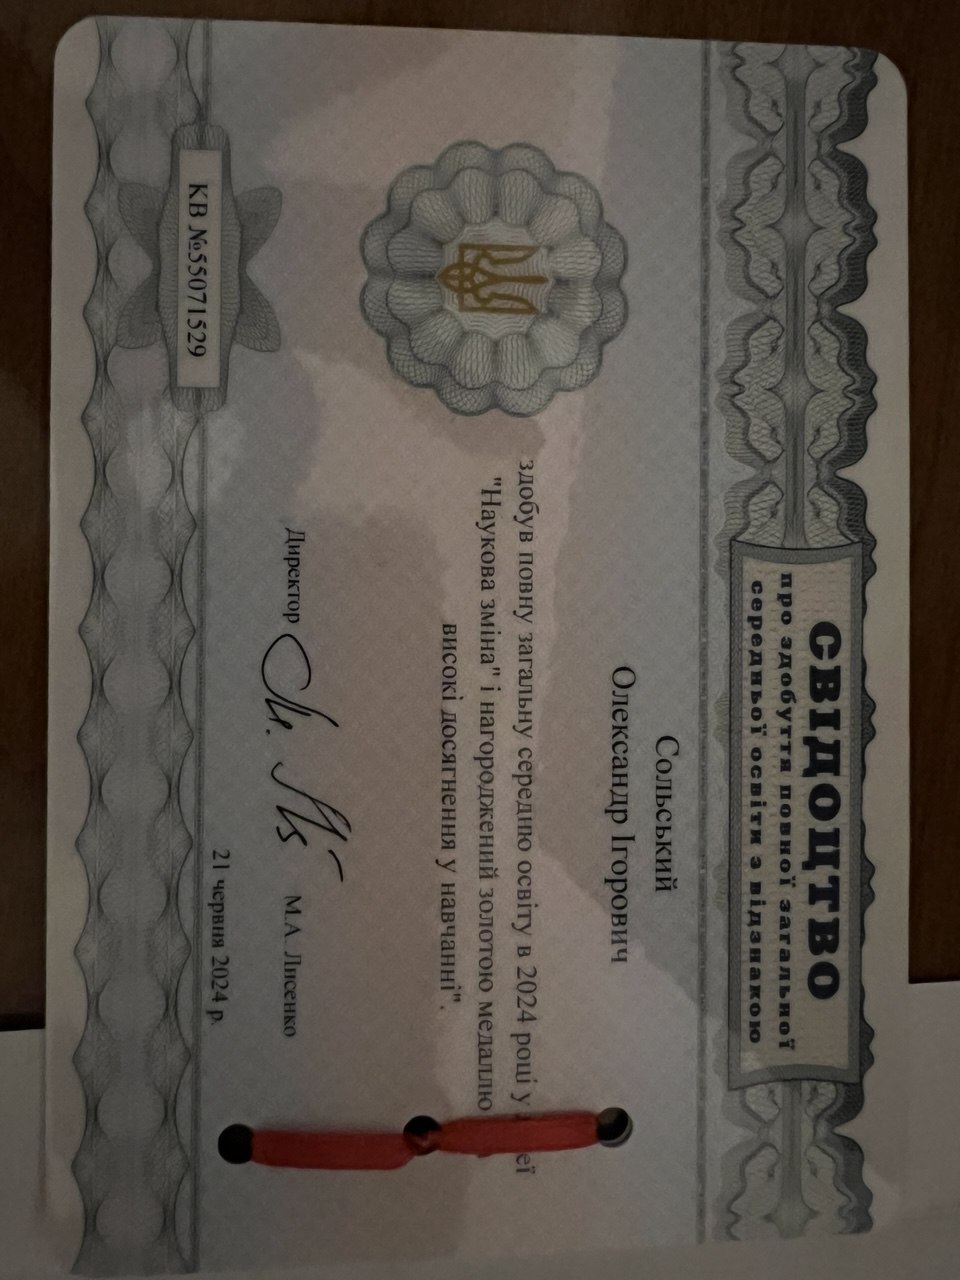 СВІДОЦТВО
про здобуття повної загальної
середньої освіти з відзнакою
Сольський
Олександр Ігорович
здобув повну загальну середню освіту в 2024 році у
"Наукова зміна" і нагороджений золотою медаллю
високі досягнення у навчанні".
Директор
М.А. Лисенко
21 червня 2024 р.
КВ №55071529